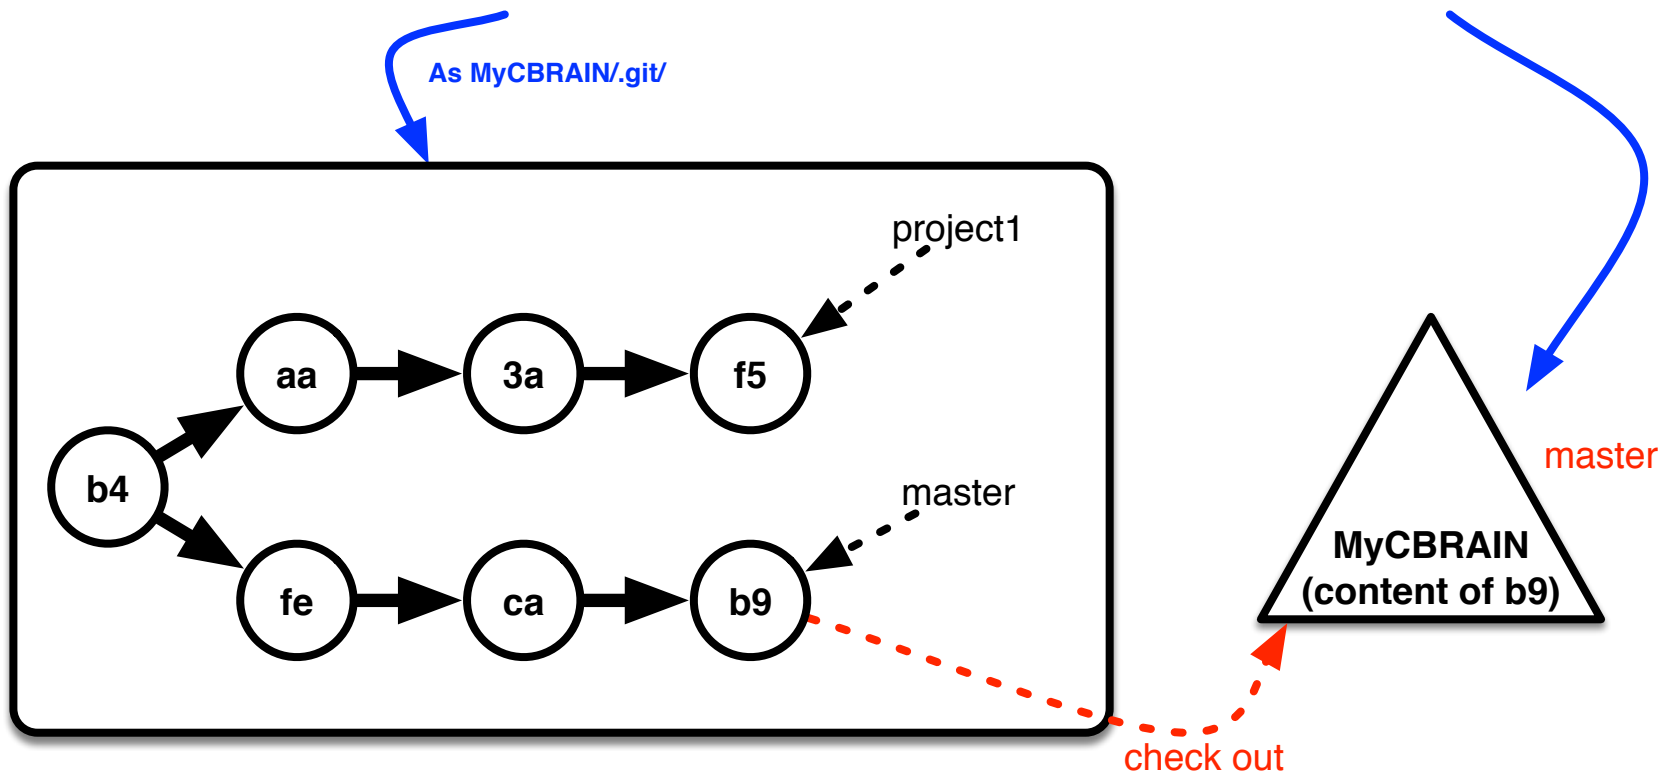 As MyCBRAIN/.git/
project1
aa
3a
f5
b4
master
master
MyCBRAIN
(content of b9)
fe
ca
b9
check out